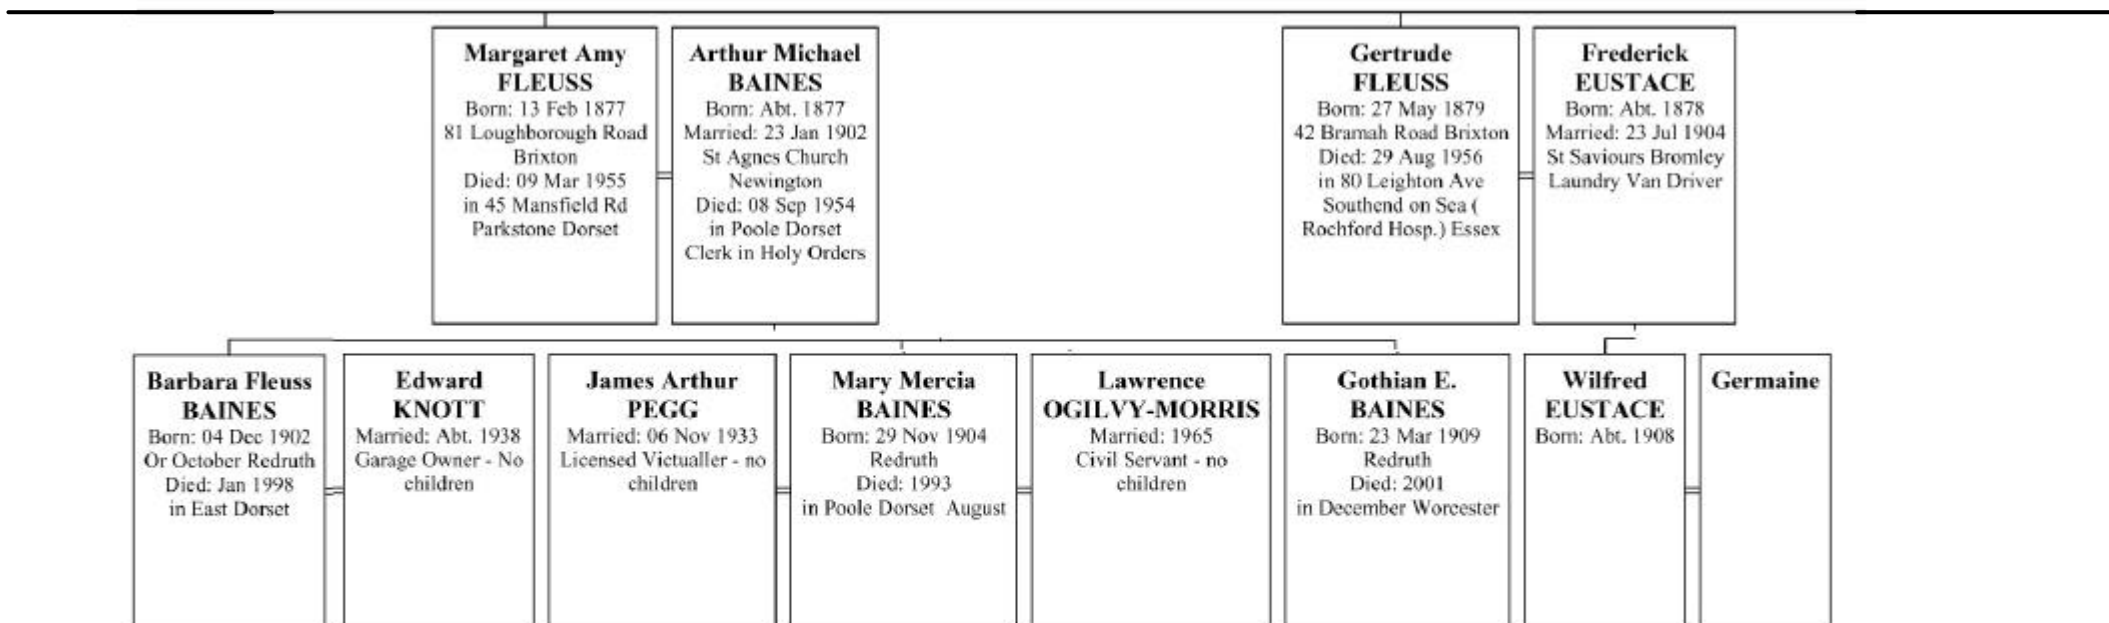 Margaret Amy
FLEUSS
Born: 13 Feb 1877
81 Loughborough Road
Brixton
Died: 09 Mar 1955
in 45 Mansfield Rd
Parkstone Dorset
Arthur Michael
BAINES
Born: Abt. 1877
Married: 23 Jan 1902
St Agnes Church
Newington
Died: 08 Sep 1954
in Poole Dorset
Clerk in Holy Orders
Gertrude
FLEUSS
Born: 27 May 1879
42 Bramah Road Brixton
Died: 29 Aug 1956
in 80 Leighton Ave
Southend on Sea (
Rochford Hosp.) Essex
Frederick
EUSTACE
Born: Abt. 1878
Married: 23 Jul 1904
St Saviours Bromley
Laundry Van Driver
Barbara Fleuss
BAINES
Born: 04 Dec 1902
Or October Redruth
Died: Jan 1998
in East Dorset
Edward
KNOTT
Married: Abt. 1938
Garage Owner - No
children
James Arthur
PEGG
Married: 06 Nov 1933
Licensed Victualler - no
children
Mary Mercia
BAINES
Born: 29 Nov 1904
Redruth
Died: 1993
in Poole Dorset August
Lawrence
OGILVY-MORRIS
Married: 1965
Civil Servant - no
children
Gothian E.
BAINES
Born: 23 Mar 1909
Redruth
Died: 2001
in December Worcester
Wilfred
EUSTACE
Born: Abt. 1908
Germaine